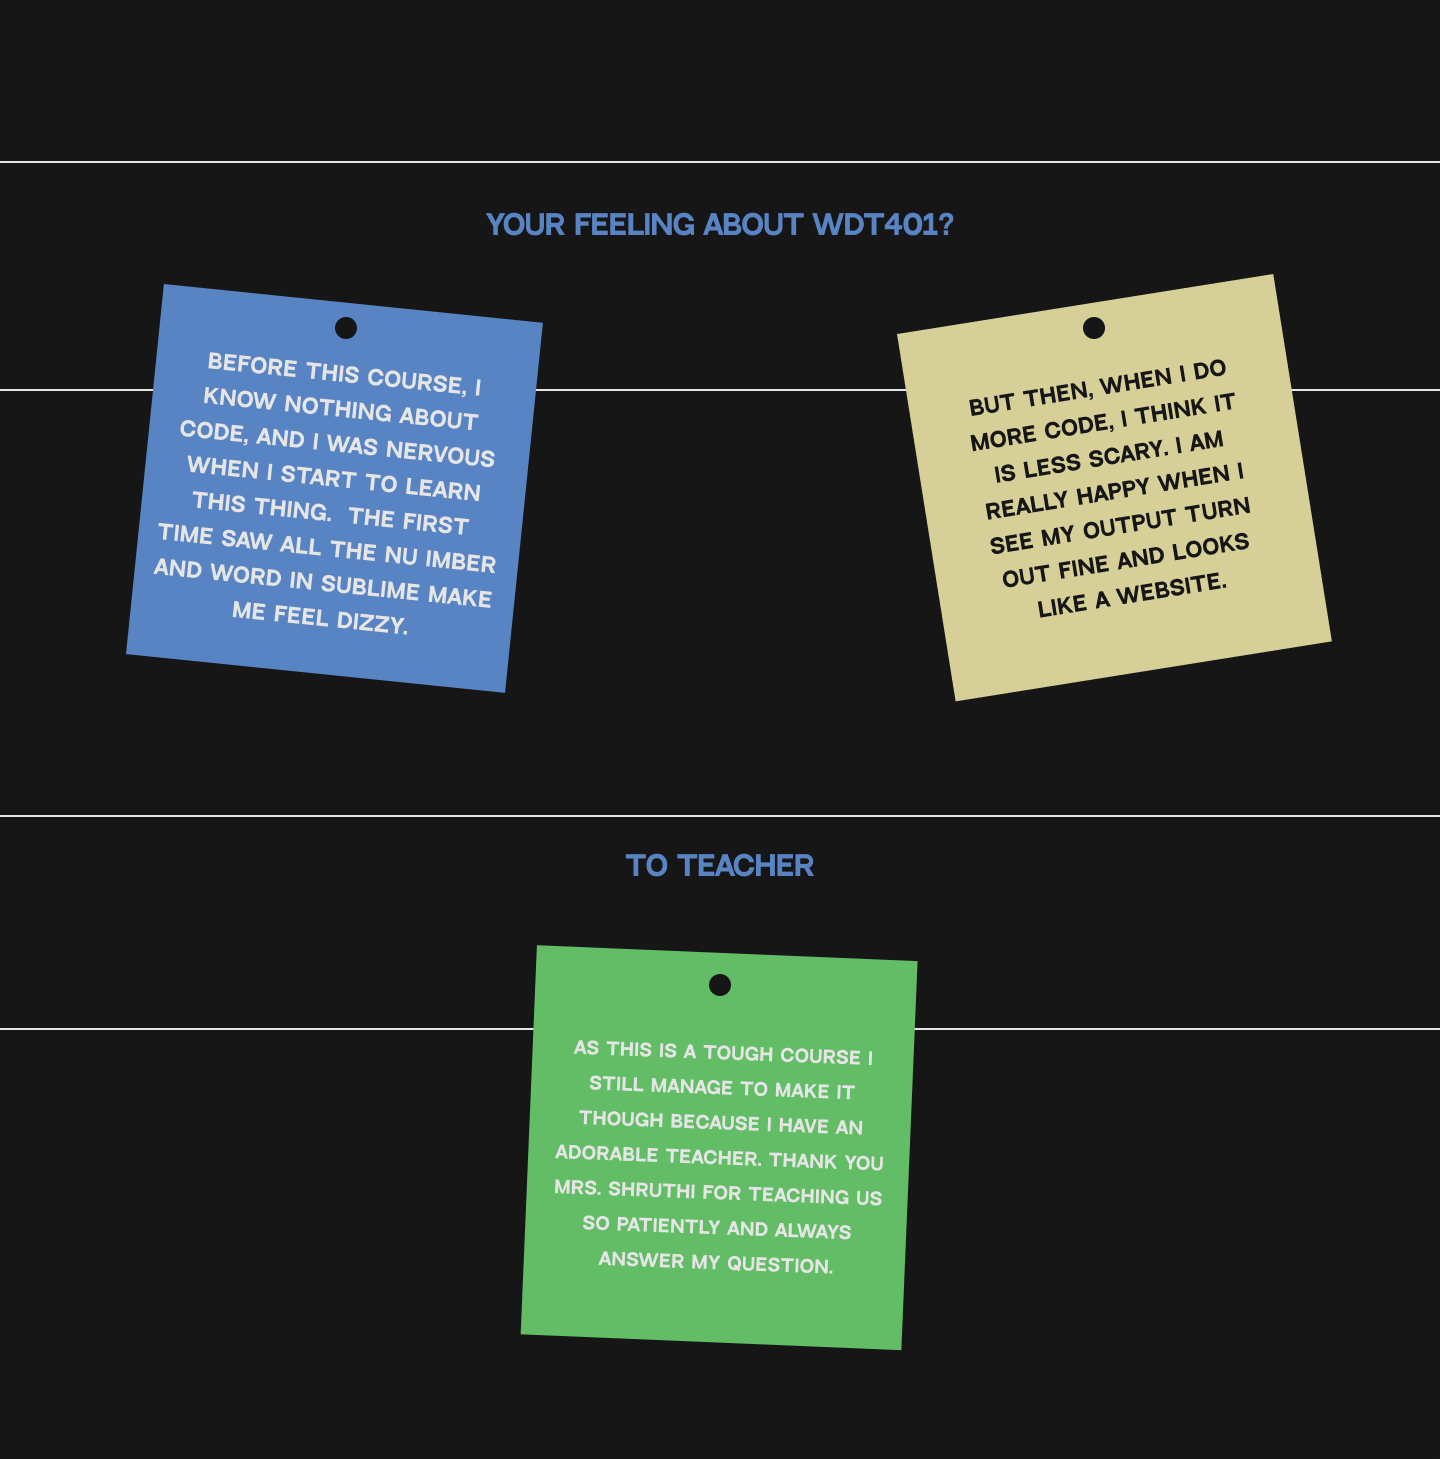 YOUR FEELING ABOUT WDT401?
BEFORE THIS COURSE, I
KNOW NOTHING ABOUT
CODE, AND I WAS NERVOUS
WHEN I START TO LEARN
THIS THING.  THE FIRST
TIME SAW ALL THE NU IMBER
AND WORD IN SUBLIME MAKE
ME FEEL DIZZY.
BUT THEN, WHEN I DO
MORE CODE, I THINK IT
IS LESS SCARY. I AM
REALLY HAPPY WHEN I
SEE MY OUTPUT TURN
OUT FINE AND LOOKS
LIKE A WEBSITE.
TO TEACHER
AS THIS IS A TOUGH COURSE I
STILL MANAGE TO MAKE IT
THOUGH BECAUSE I HAVE AN
ADORABLE TEACHER. THANK YOU
MRS. SHRUTHI FOR TEACHING US
SO PATIENTLY AND ALWAYS
ANSWER MY QUESTION.